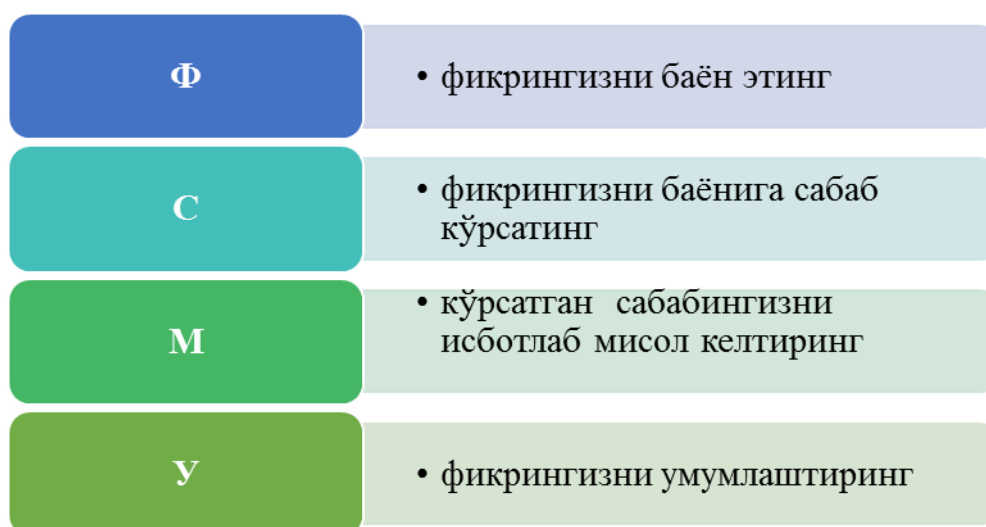 Ф
• фикрингизни баён этинг
С
• фикрингизни баёнига сабаб
кўрсатинг
М
• кўрсатган сабабингизни
исботлаб мисол келтиринг
У
• фикрингизни умумлаштиринг